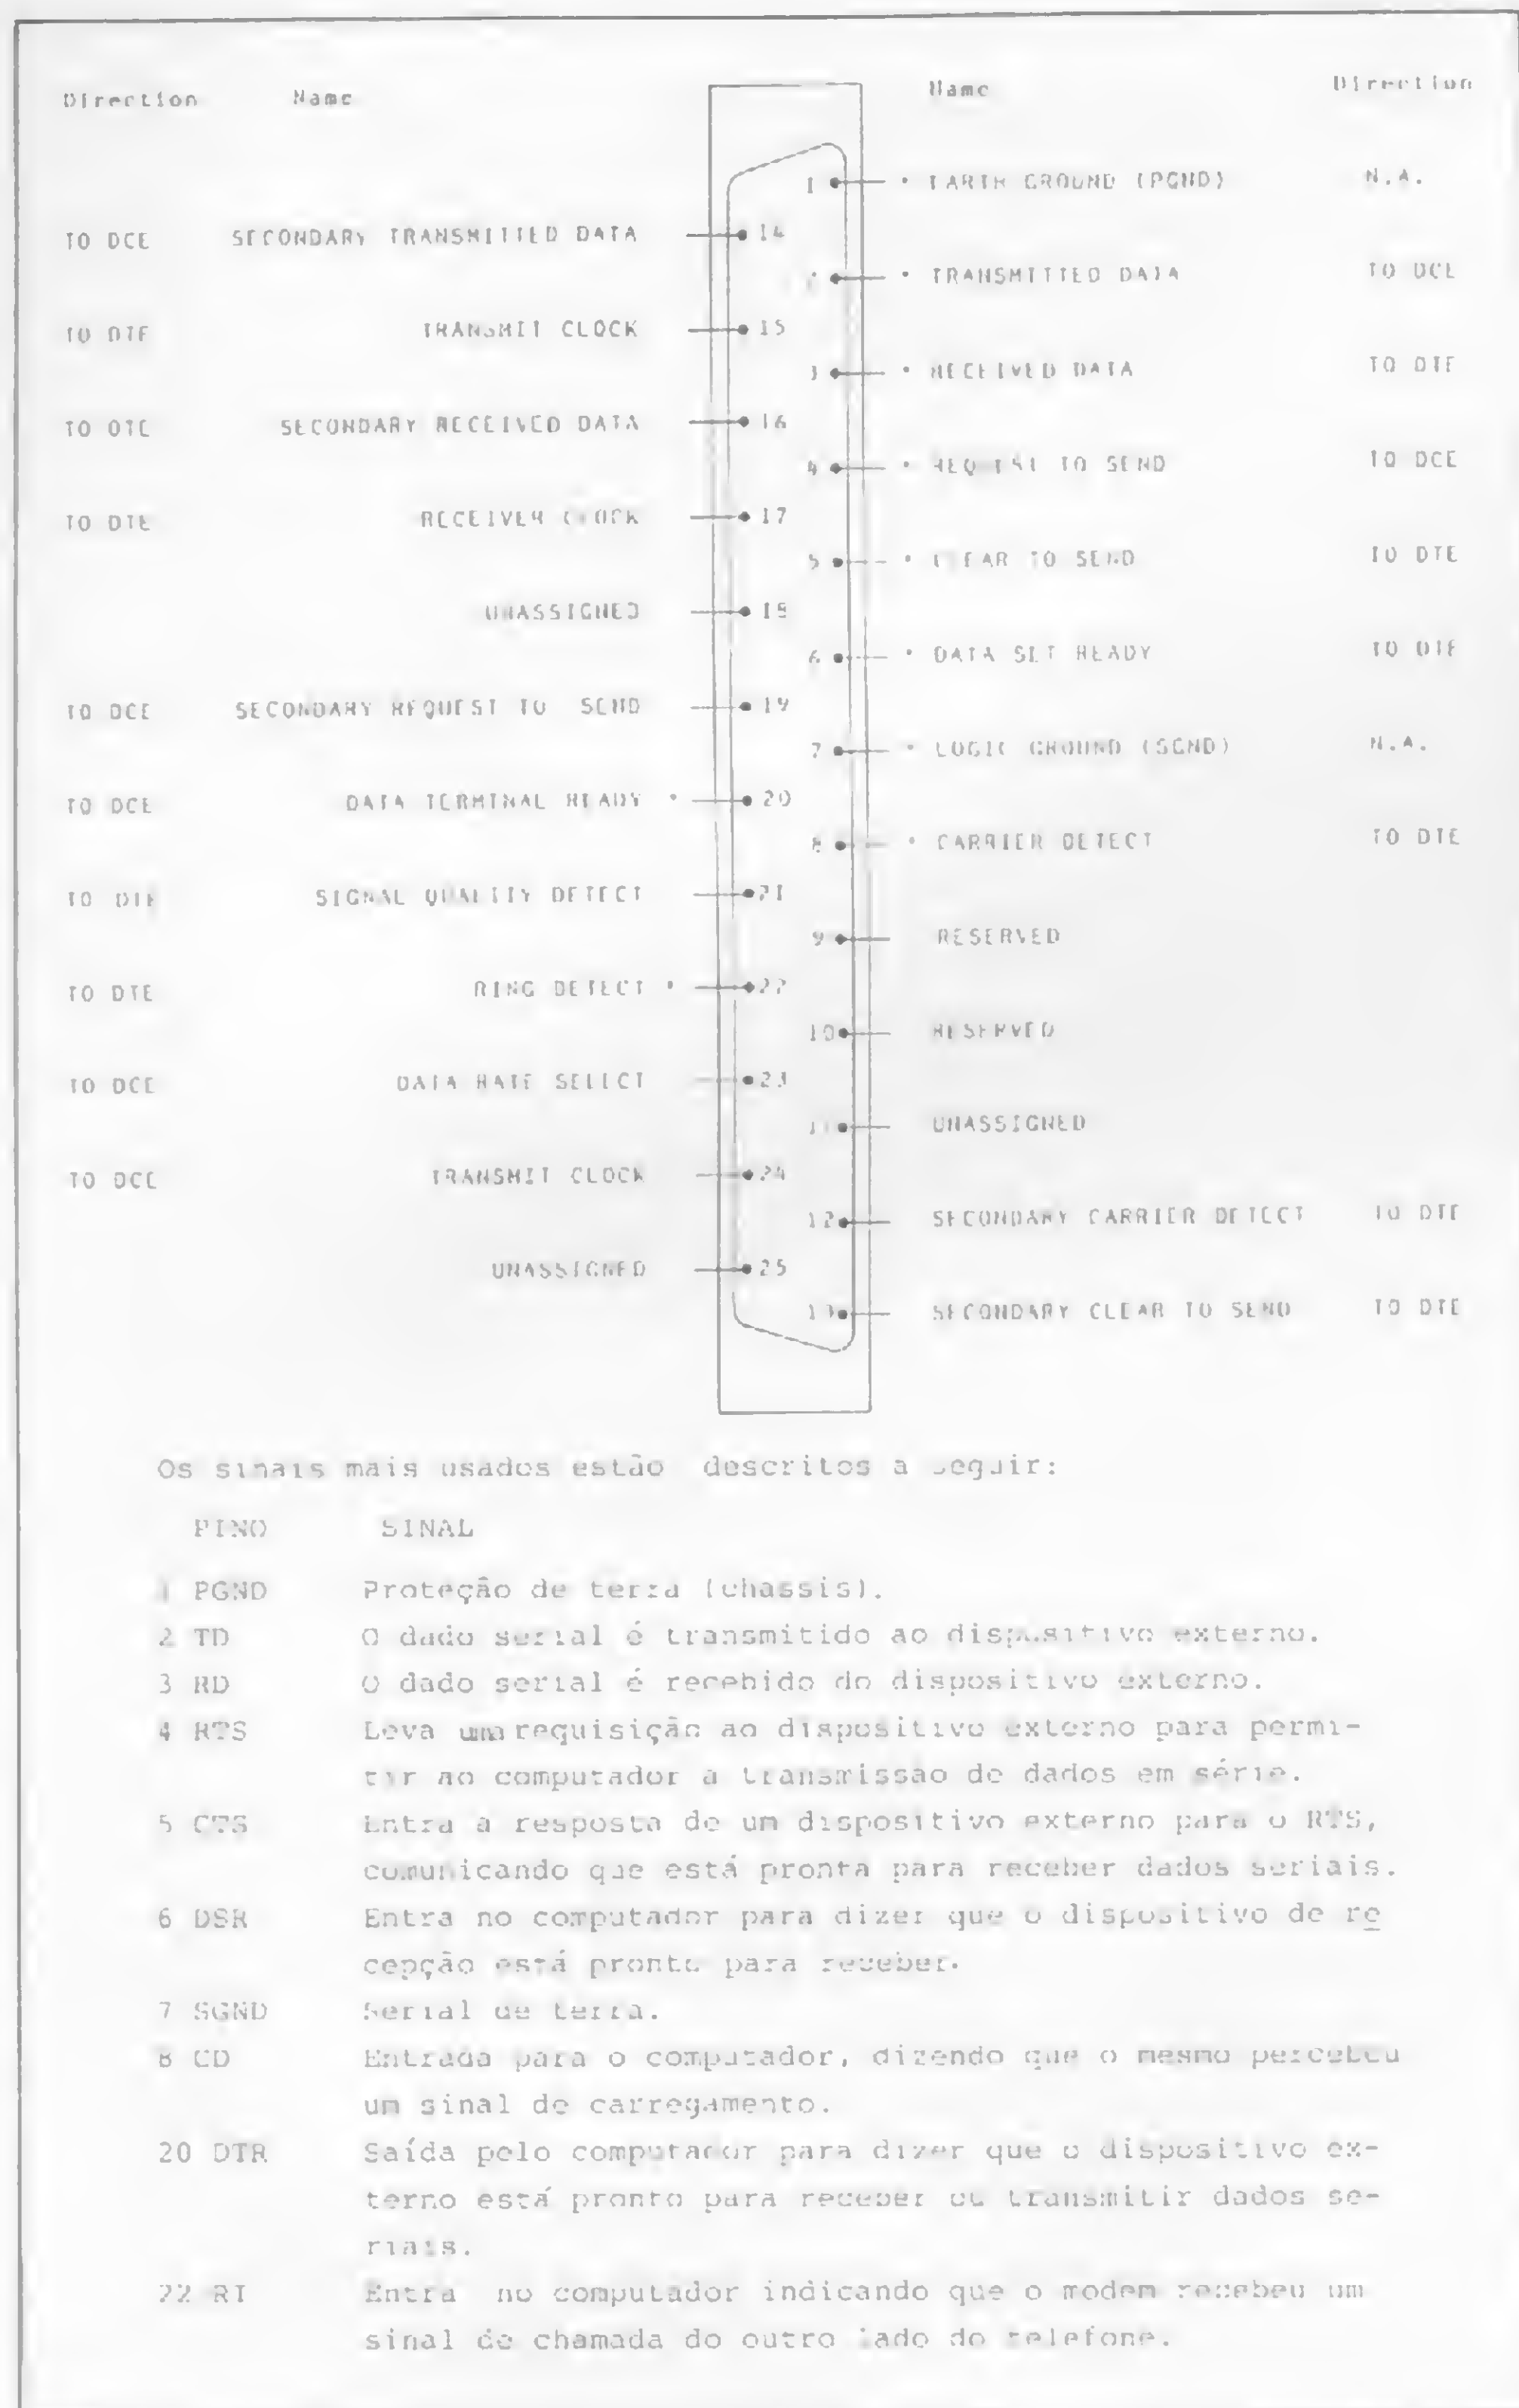 Direction Name Name Direction
1 • EARTH GROUND (PGND) N.A.
TO DCE SECONDARY TRANSMITTED DATA 14
• TRANSMITTED DATA TO DCE
TO DTE TRANSMIT CLOCK 15
3 • RECEIVED DATA TO DTE
TO DTE SECONDARY RECEIVED DATA 16
4 • REQUEST TO SEND TO DCE
TO DTE RECEIVER CLOCK 17
5 • CLEAR TO SEND TO DTE
UNASSIGNED 18
6 • DATA SET READY TO DTE
TO DCE SECONDARY REQUEST TO SEND 19
7 • LOGIC GROUND (SGND) N.A.
TO DCE DATA TERMINAL READY • 20
8 • CARRIER DETECT TO DTE
TO DTE SIGNAL QUALITY DETECT 21
9 RESERVED
TO DTE RING DETECT • 22
10 RESERVED
TO DCE DATA RATE SELECT 23
11 UNASSIGNED
TO DCE TRANSMIT CLOCK 24
12 SECONDARY CARRIER DETECT TO DTE
UNASSIGNED 25
13 SECONDARY CLEAR TO SEND TO DTE
Os sinais mais usados estão descritos a seguir:
PINO SINAL
1 PGND Proteção de terra (chassis).
2 TD O dado serial é transmitido ao dispositivo externo.
3 RD O dado serial é recebido do dispositivo externo.
4 RTS Leva uma requisição ao dispositivo externo para permi-
tir ao computador a transmissão de dados em série.
5 CTS Entra a resposta de um dispositivo externo para o RTS,
comunicando que está pronta para receber dados seriais.
6 DSR Entra no computador para dizer que o dispositivo de re
cepção está pronto para receber.
7 SGND Serial de terra.
8 CD Entrada para o computador, dizendo que o mesmo percebeu
um sinal de carregamento.
20 DTR Saída pelo computador para dizer que o dispositivo ex-
terno está pronto para receber ou transmitir dados se-
riais.
22 RI Entra no computador indicando que o modem recebeu um
sinal de chamada do outro lado do telefone.